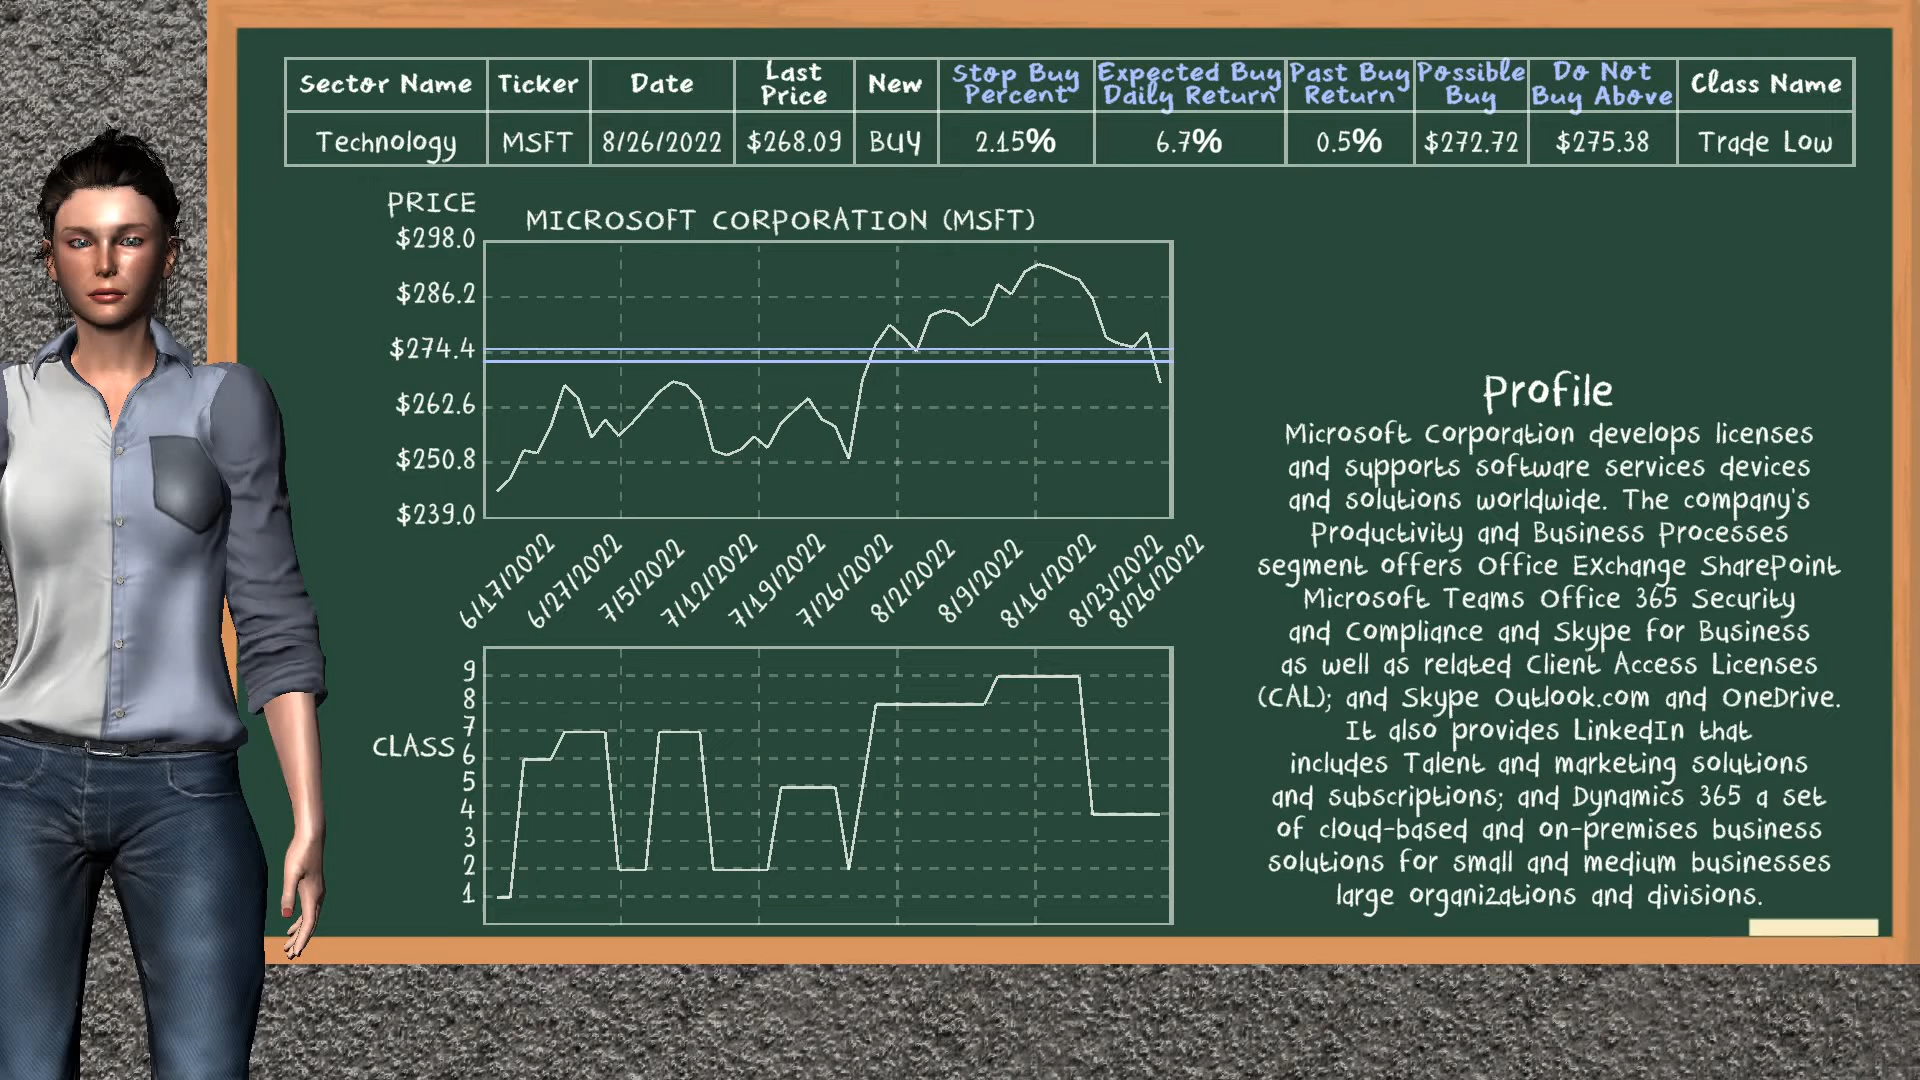 Sector Name Ticker Date Last Price New Stop Buy Percent Expected Buy Daily Return Past Buy Return Possible Buy Do Not Buy Above Class Name
Technology MSFT 8/26/2022 $268.09 BUY 2.15% 6.7% 0.5% $272.72 $275.38 Trade Low
PRICE
MICROSOFT CORPORATION (MSFT)
$298.0
$286.2
$274.4
$262.6
$250.8
$239.0
6/17/2022 6/27/2022 7/5/2022 7/12/2022 7/19/2022 7/26/2022 8/2/2022 8/9/2022 8/16/2022 8/23/2022 8/26/2022
CLASS
9
8
7
6
5
4
3
2
1
Profile
Microsoft Corporation develops licenses
and supports software services devices
and solutions worldwide. The company's
Productivity and Business Processes
segment offers Office Exchange SharePoint
Microsoft Teams Office 365 Security
and Compliance and Skype for Business
as well as related Client Access Licenses
(CAL); and Skype Outlook.com and OneDrive.
It also provides LinkedIn that
includes Talent and marketing solutions
and subscriptions; and Dynamics 365 a set
of cloud-based and on-premises business
solutions for small and medium businesses
large organizations and divisions.